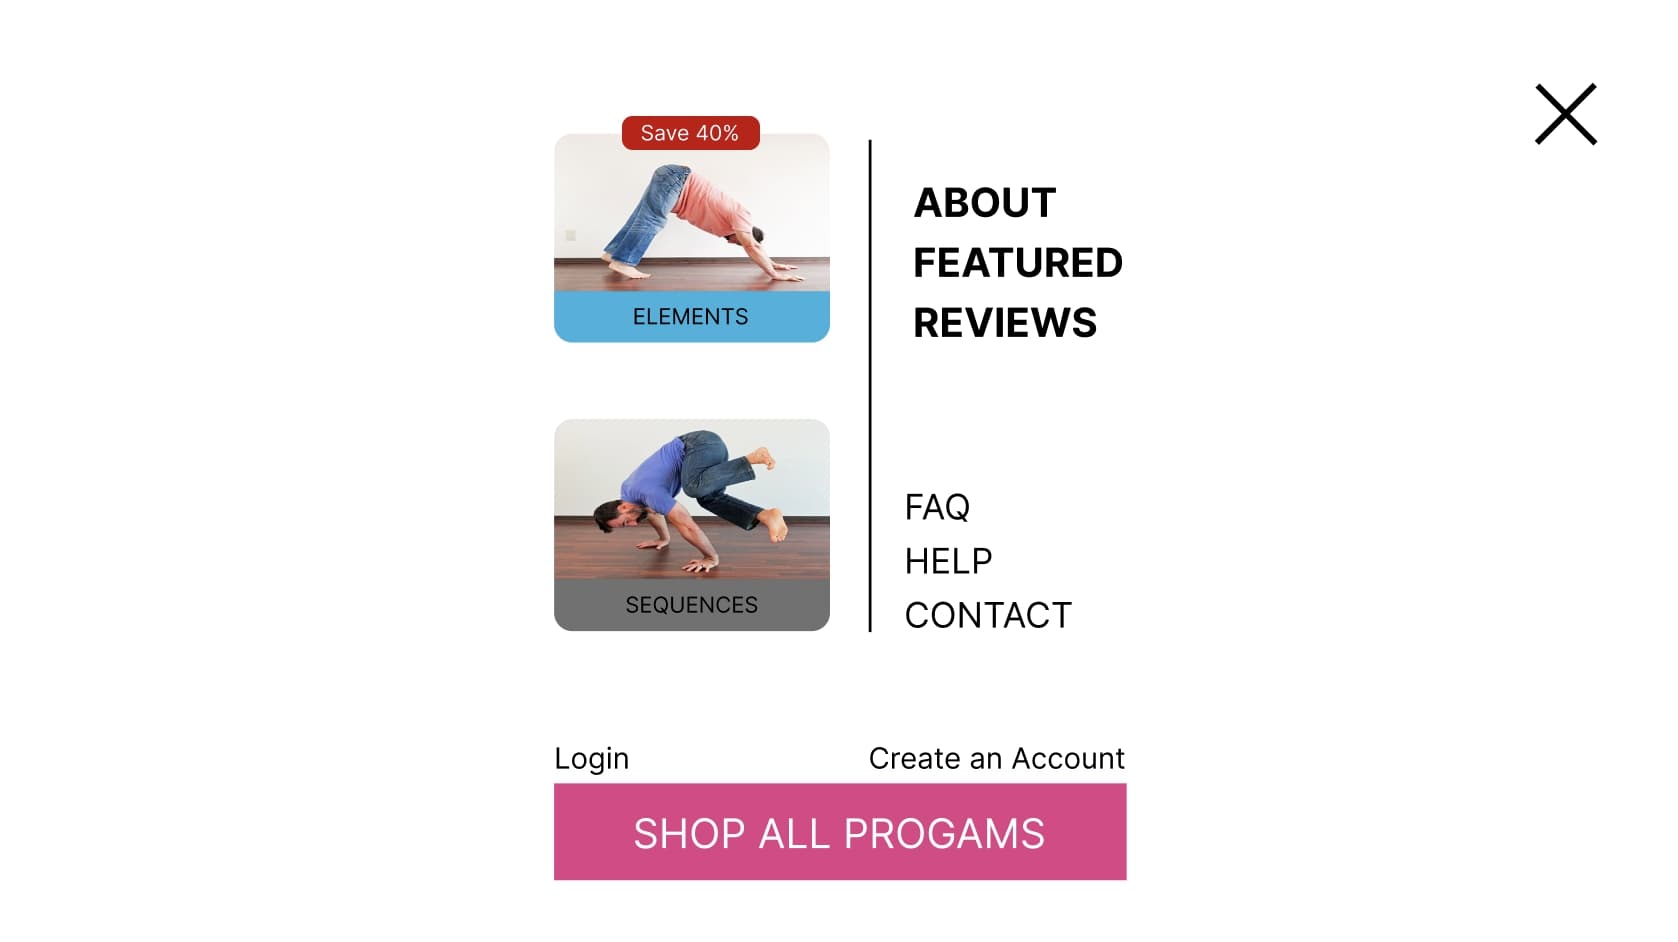 Save 40%
ELEMENTS
SEQUENCES
ABOUT
FEATURED
REVIEWS
FAQ
HELP
CONTACT
Login
Create an Account
SHOP ALL PROGAMS